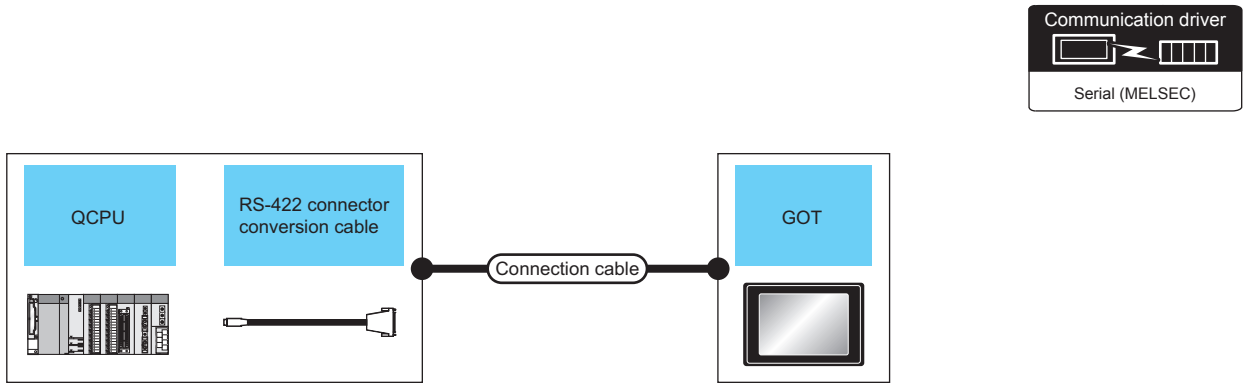 Communication driver
Serial (MELSEC)
QCPU
RS-422 connector
conversion cable
Connection cable
GOT